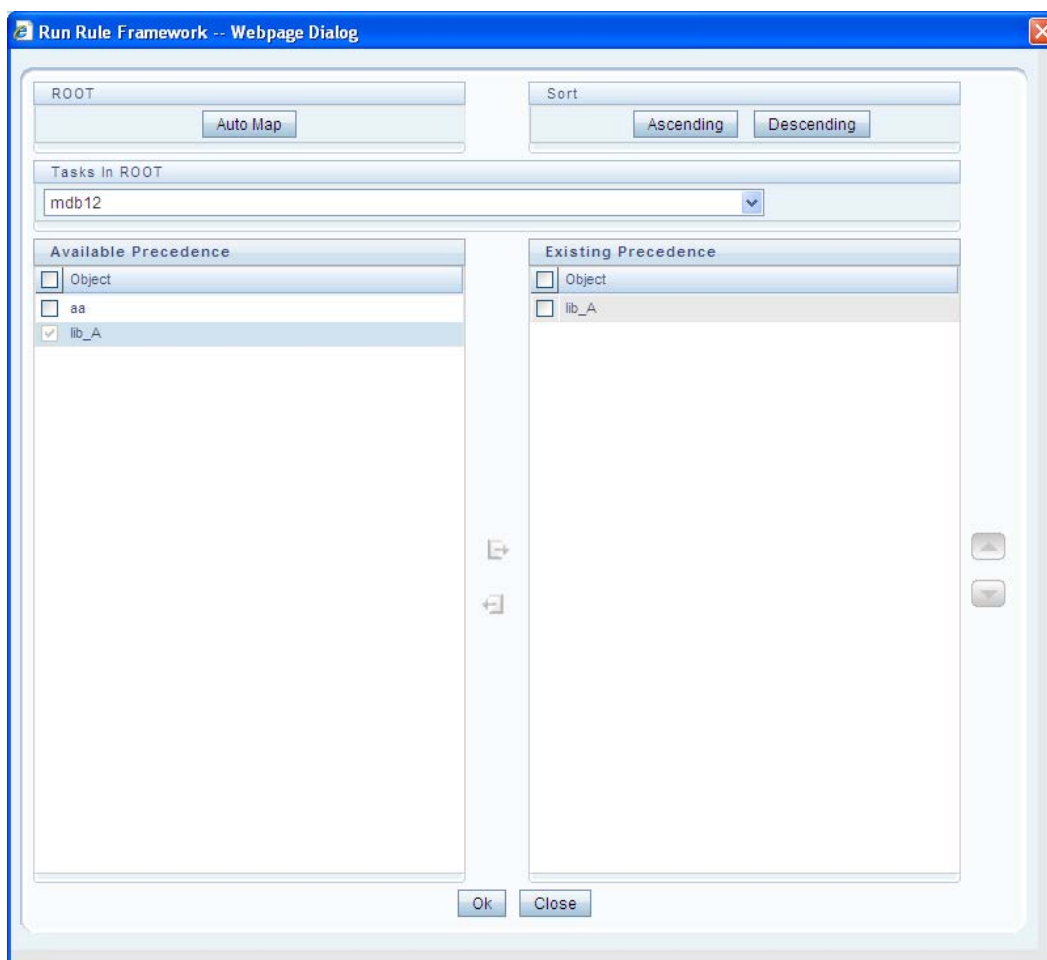 Run Rule Framework -- Webpage Dialog
ROOT
Auto Map
Sort
Ascending Descending
Tasks In ROOT
mdb12
Available Precedence
Object
aa
lib_A
Existing Precedence
Object
lib_A
Ok Close